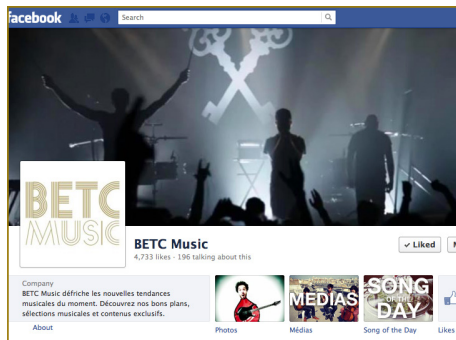 facebook
Search
BETC
MUSIC
BETC Music
4,733 likes · 196 talking about this
✓ Liked
Company
BETC Music défriche les nouvelles tendances
musicales du moment. Découvrez nos bons plans,
sélections musicales et contenus exclusifs.
About
MEDIAS
SONG
OF THE
DAY
Photos
Médias
Song of the Day
Likes